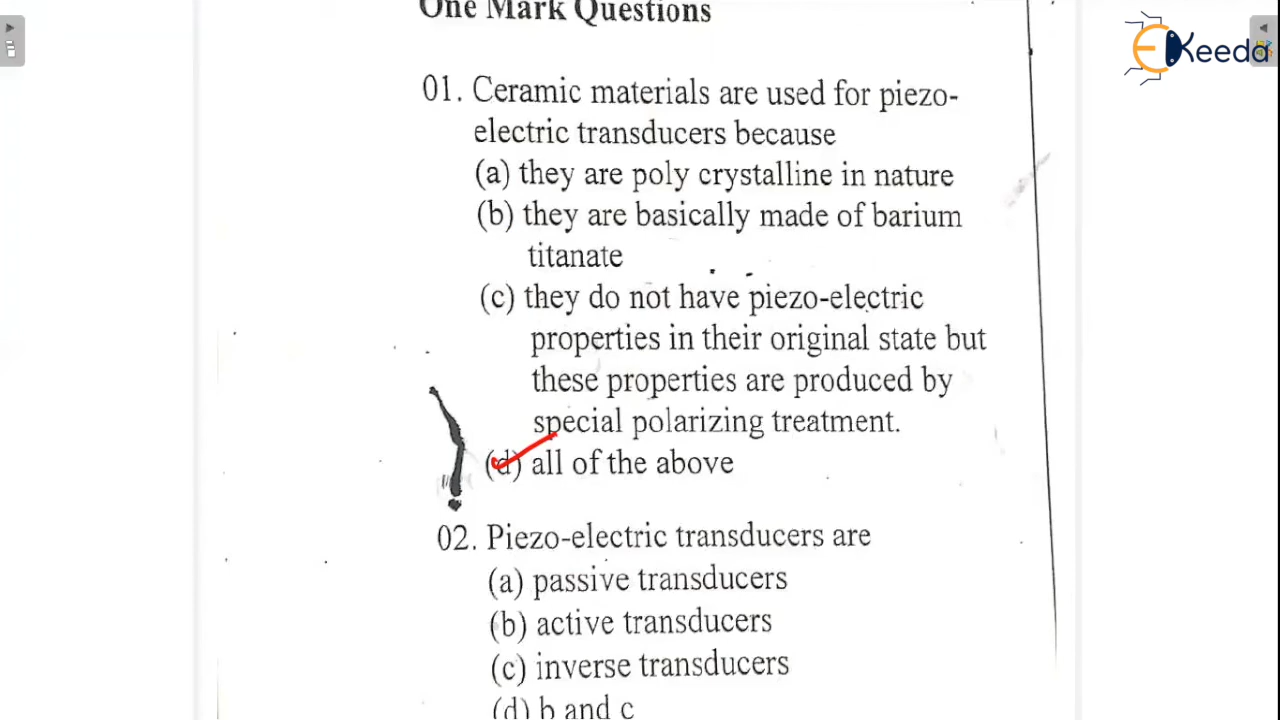 One Mark Questions
Keeda
01. Ceramic materials are used for piezo-
electric transducers because
(a) they are poly crystalline in nature
(b) they are basically made of barium
titanate
(c) they do not have piezo-electric
properties in their original state but
these properties are produced by
special polarizing treatment.
(d) all of the above
02. Piezo-electric transducers are
(a) passive transducers
(b) active transducers
(c) inverse transducers
(d) b and c